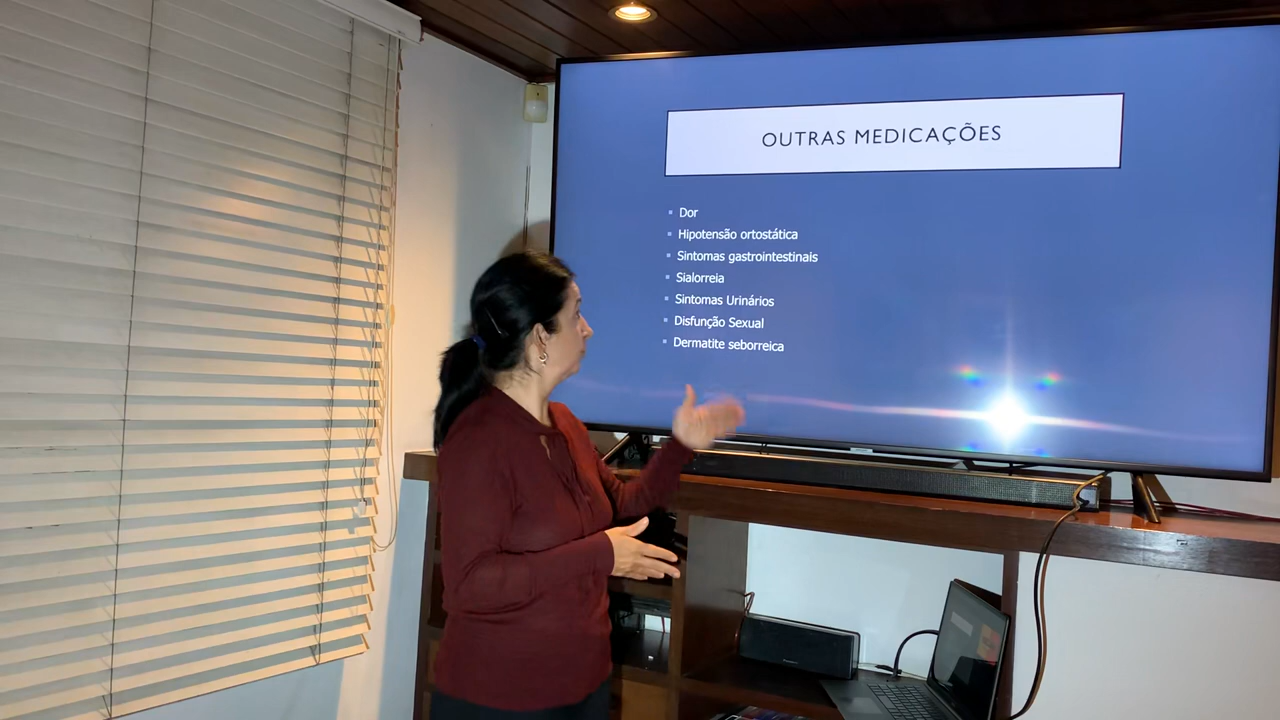 OUTRAS MEDICAÇÕES
Dor
Hipotensão ortostática
Sintomas gastrointestinais
Sialorreia
Sintomas Urinários
Disfunção Sexual
Dermatite seborreica